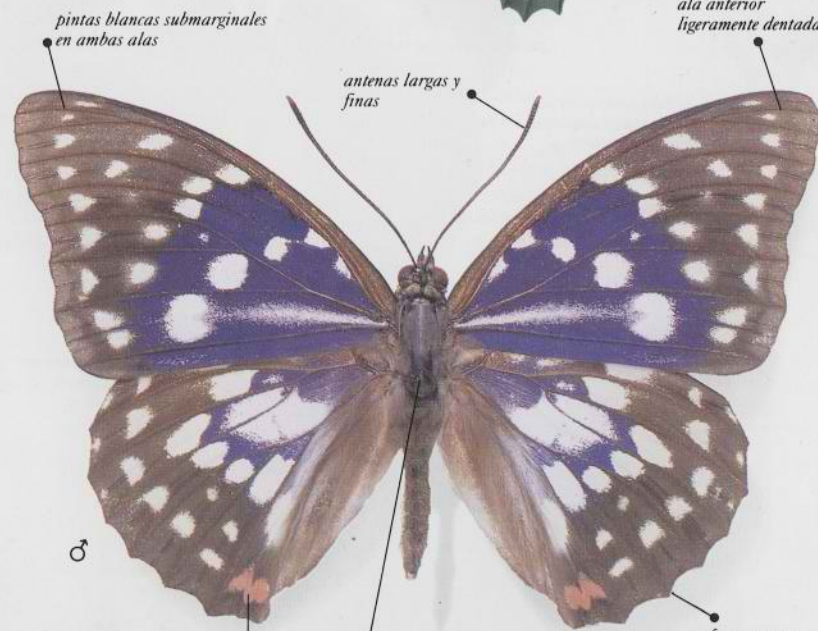 pintas blancas submarginales
en ambas alas
antenas largas y
finas
ala anterior
ligeramente dentada
♂